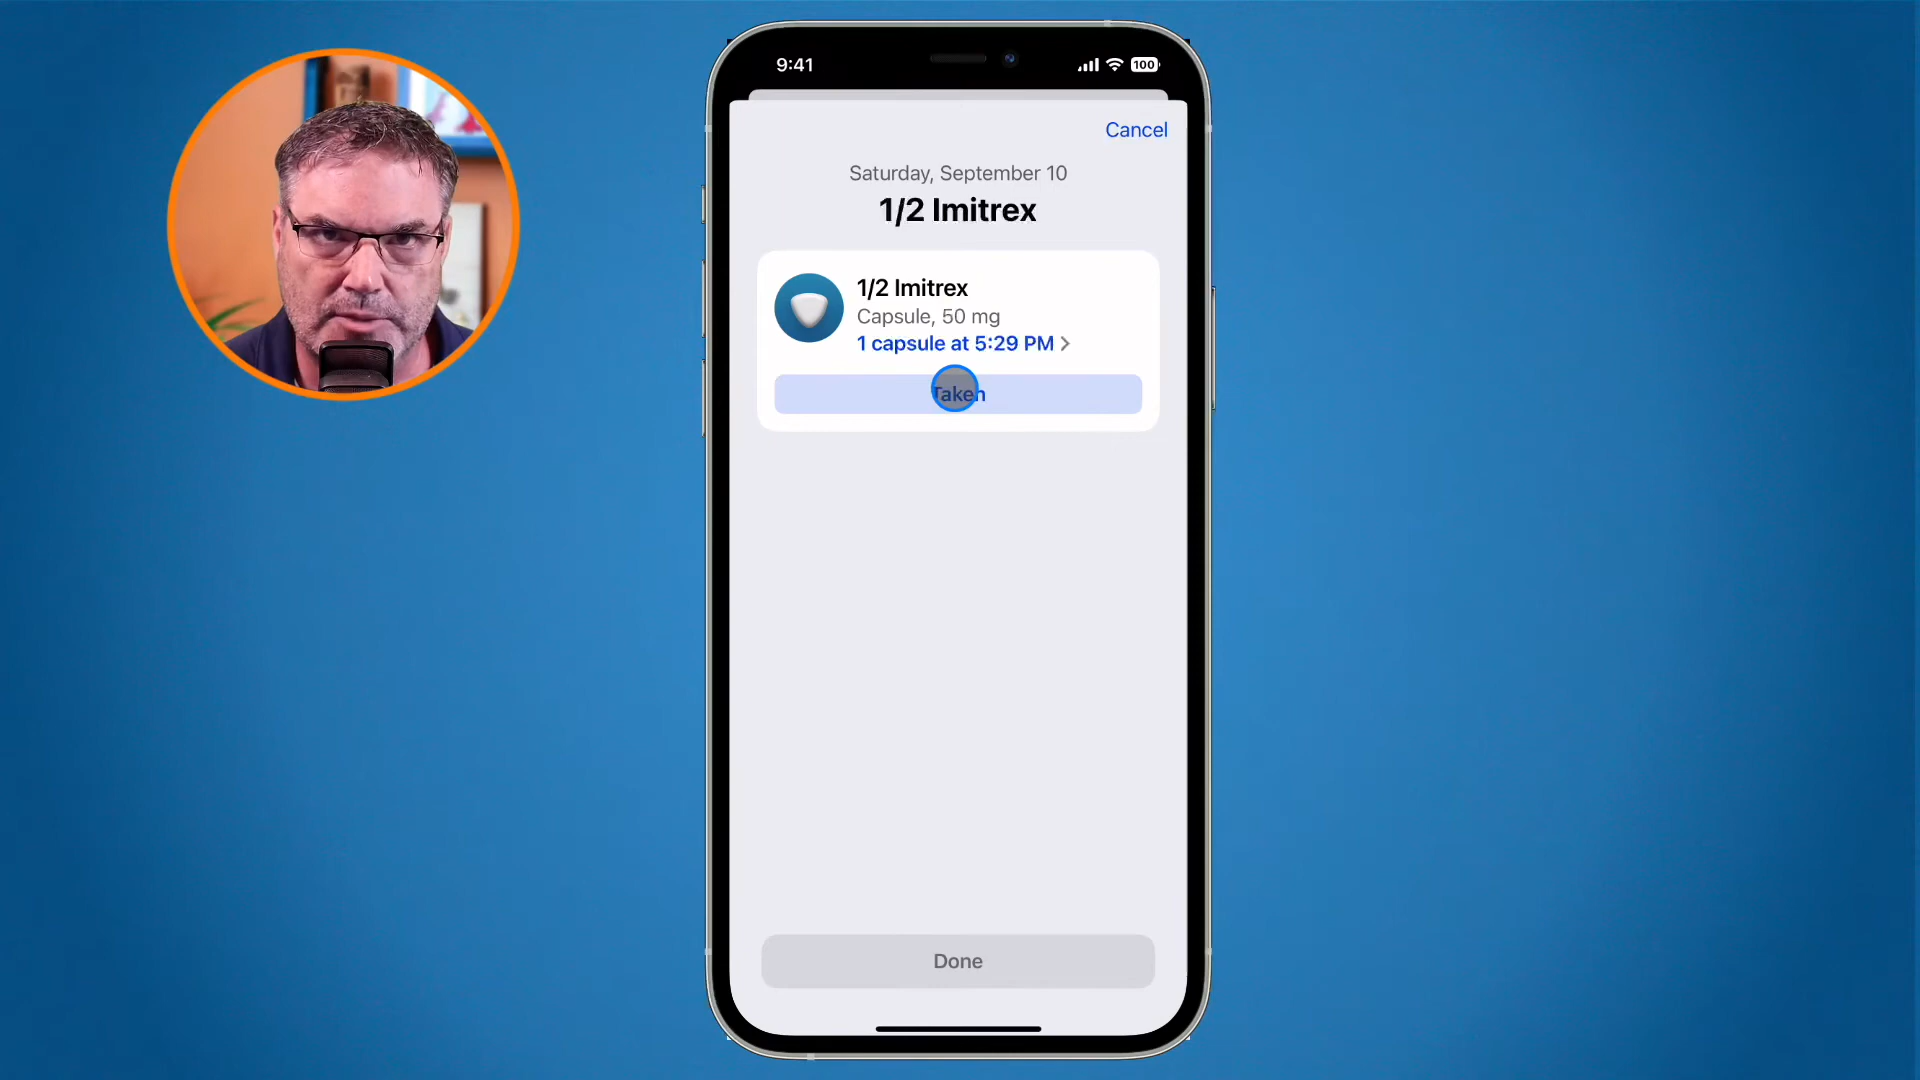 9:41
100
Cancel
Saturday, September 10
1/2 Imitrex
1/2 Imitrex
Capsule, 50 mg
1 capsule at 5:29 PM
Taken
Done